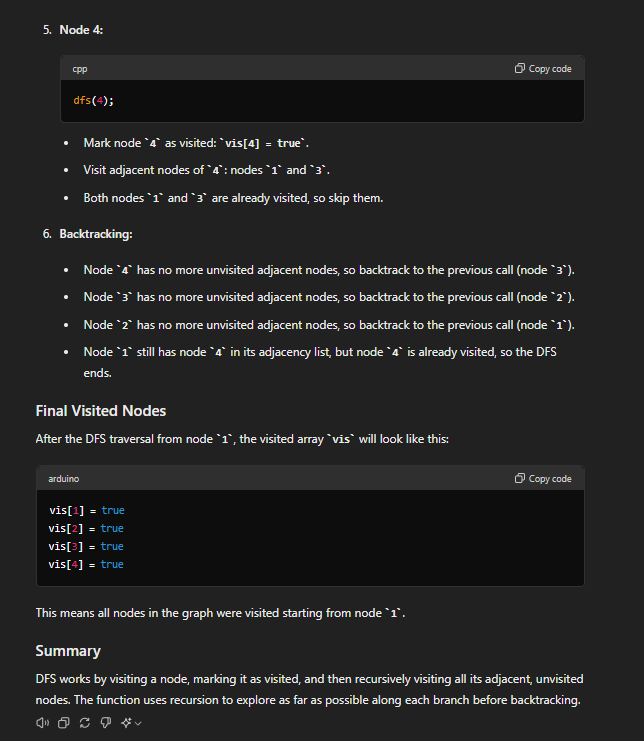 5. Node 4:
cpp Copy code
dfs(4);
• Mark node `4` as visited: `vis[4] = true`.
• Visit adjacent nodes of `4`: nodes `1` and `3`.
• Both nodes `1` and `3` are already visited, so skip them.
6. Backtracking:
• Node `4` has no more unvisited adjacent nodes, so backtrack to the previous call (node `3`).
• Node `3` has no more unvisited adjacent nodes, so backtrack to the previous call (node `2`).
• Node `2` has no more unvisited adjacent nodes, so backtrack to the previous call (node `1`).
• Node `1` still has node `4` in its adjacency list, but node `4` is already visited, so the DFS
ends.
Final Visited Nodes
After the DFS traversal from node `1`, the visited array `vis` will look like this:
arduino Copy code
vis[1] = true
vis[2] = true
vis[3] = true
vis[4] = true
This means all nodes in the graph were visited starting from node `1`.
Summary
DFS works by visiting a node, marking it as visited, and then recursively visiting all its adjacent, unvisited
nodes. The function uses recursion to explore as far as possible along each branch before backtracking.